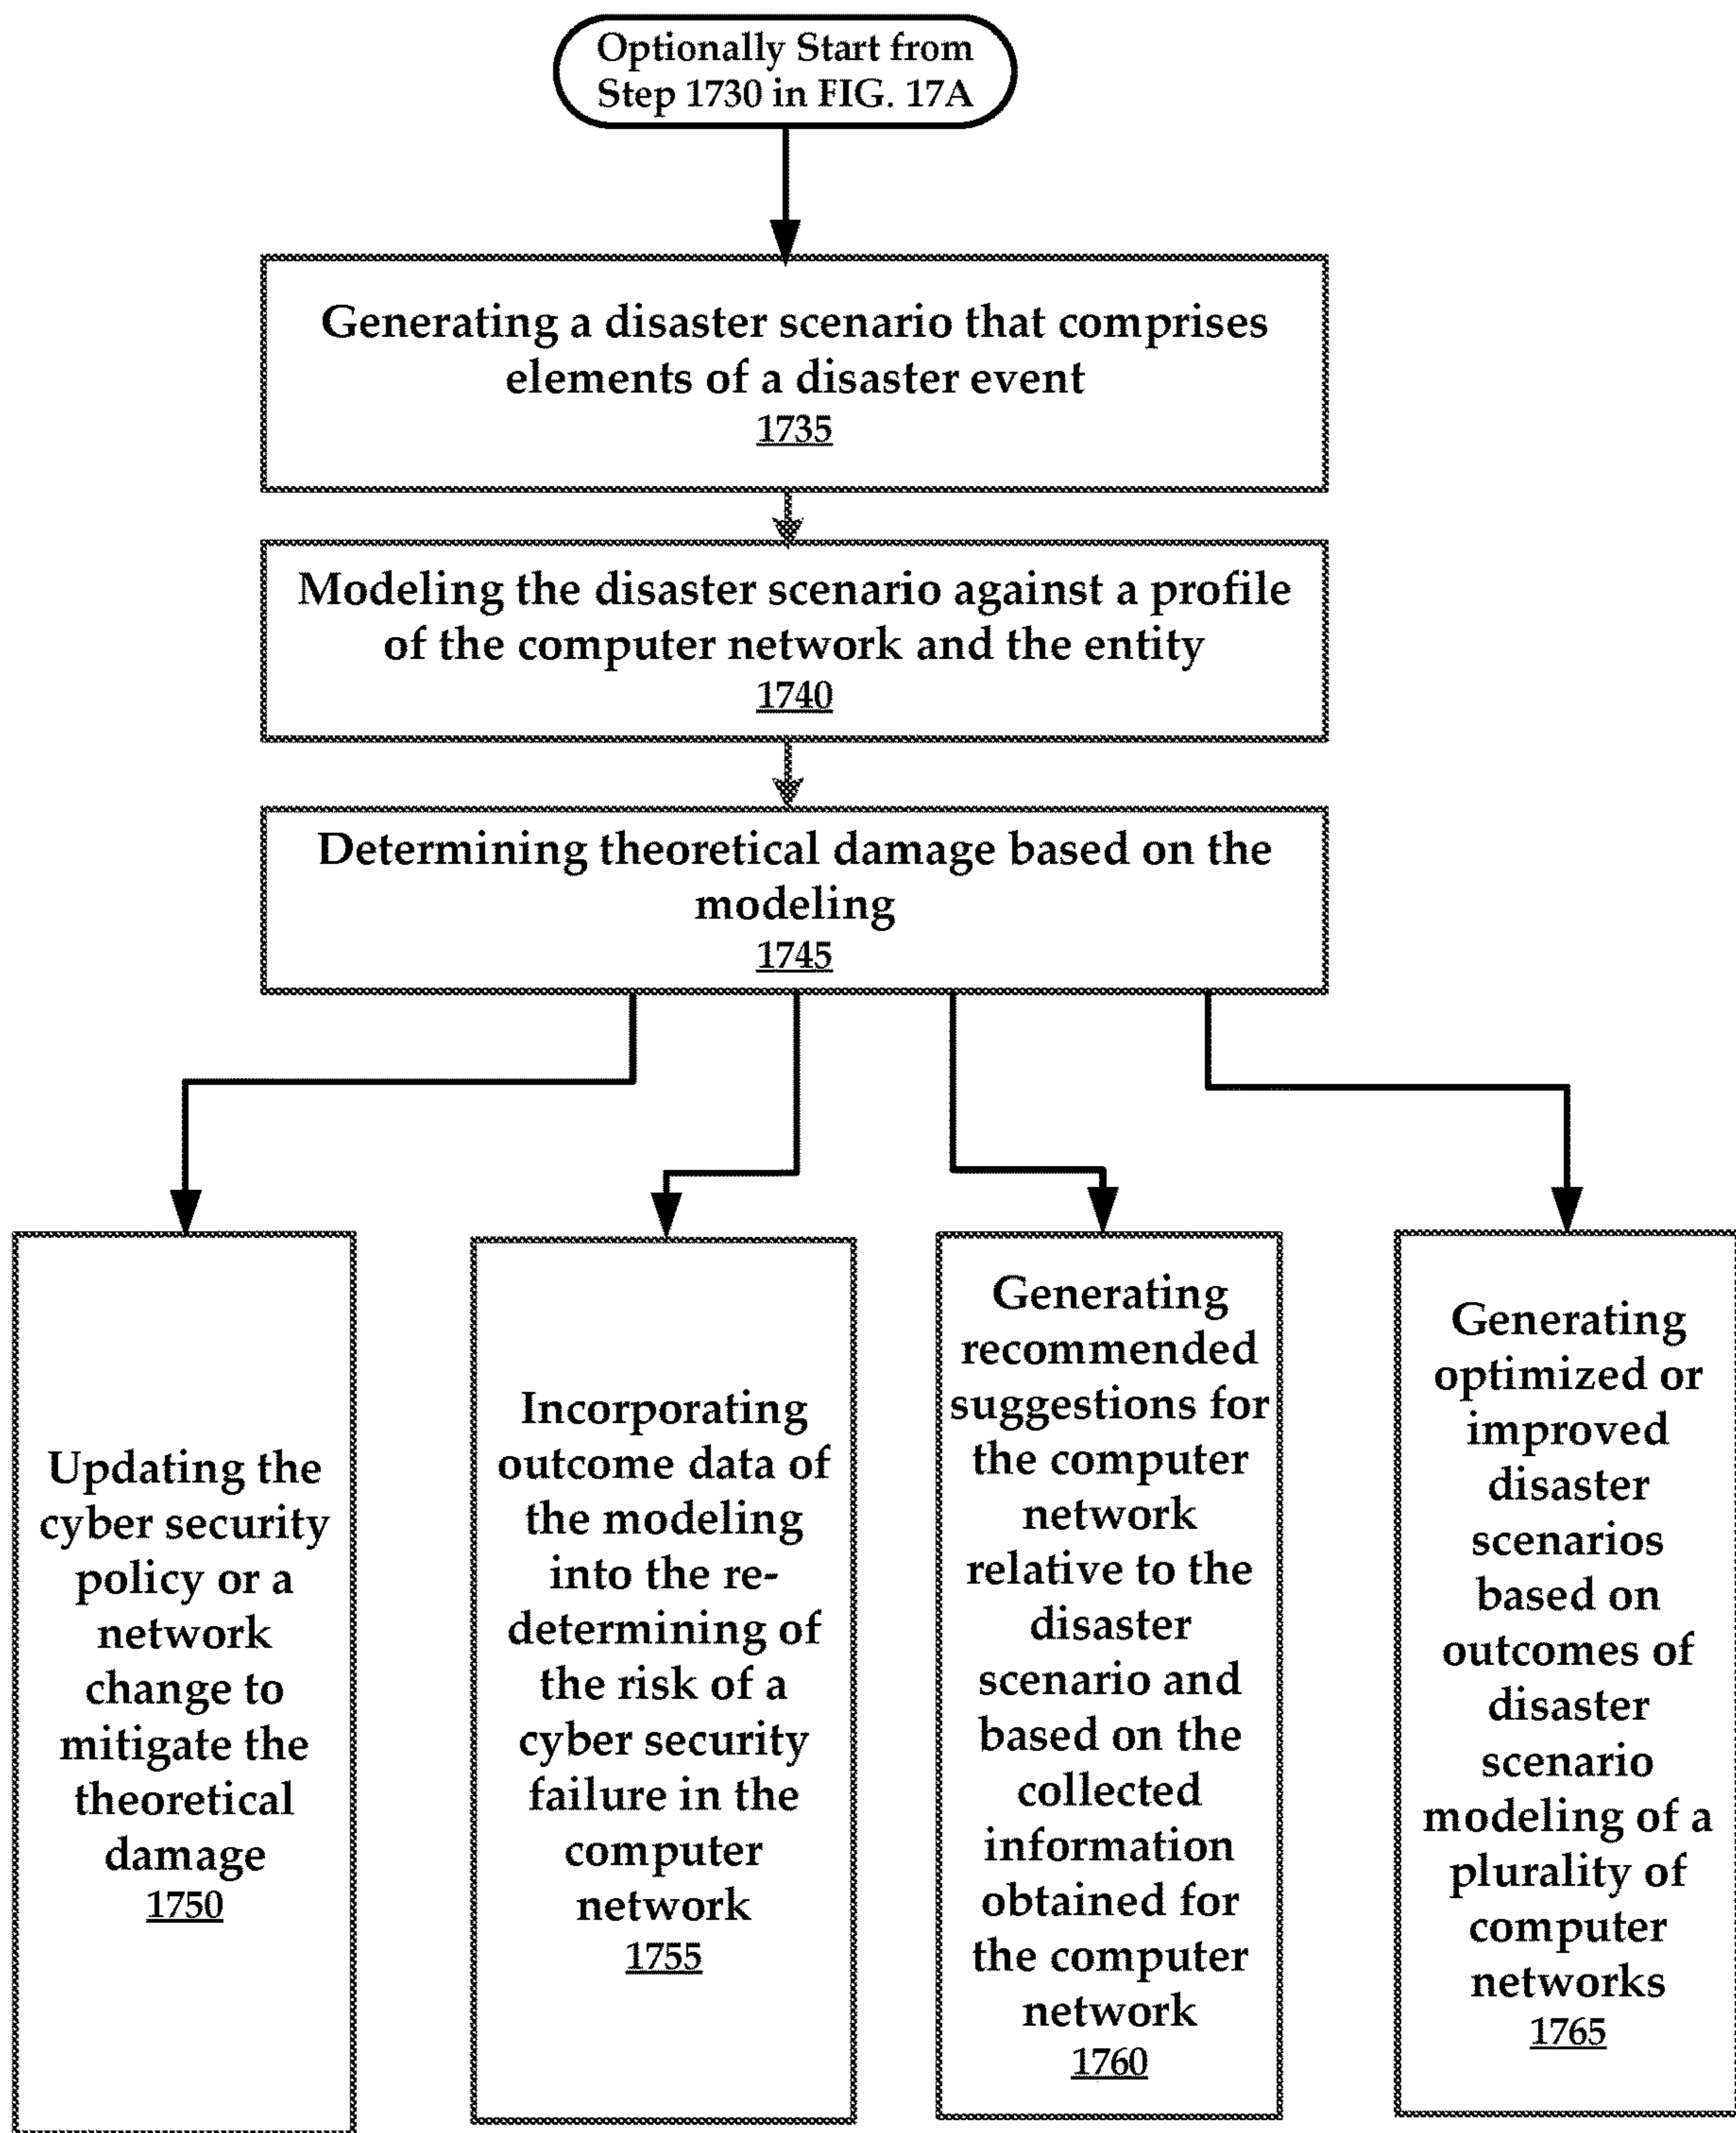 Optionally Start from
Step 1730 in FIG. 17A
Generating a disaster scenario that comprises
elements of a disaster event
1735
Modeling the disaster scenario against a profile
of the computer network and the entity
1740
Determining theoretical damage based on the
modeling
1745
Updating the
cyber security
policy or a
network
change to
mitigate the
theoretical
damage
1750
Incorporating
outcome data of
the modeling
into the re-
determining of
the risk of a
cyber security
failure in the
computer
network
1755
Generating
recommended
suggestions for
the computer
network
relative to the
disaster
scenario and
based on the
collected
information
obtained for
the computer
network
1760
Generating
optimized or
improved
disaster
scenarios
based on
outcomes of
disaster
scenario
modeling of a
plurality of
computer
networks
1765